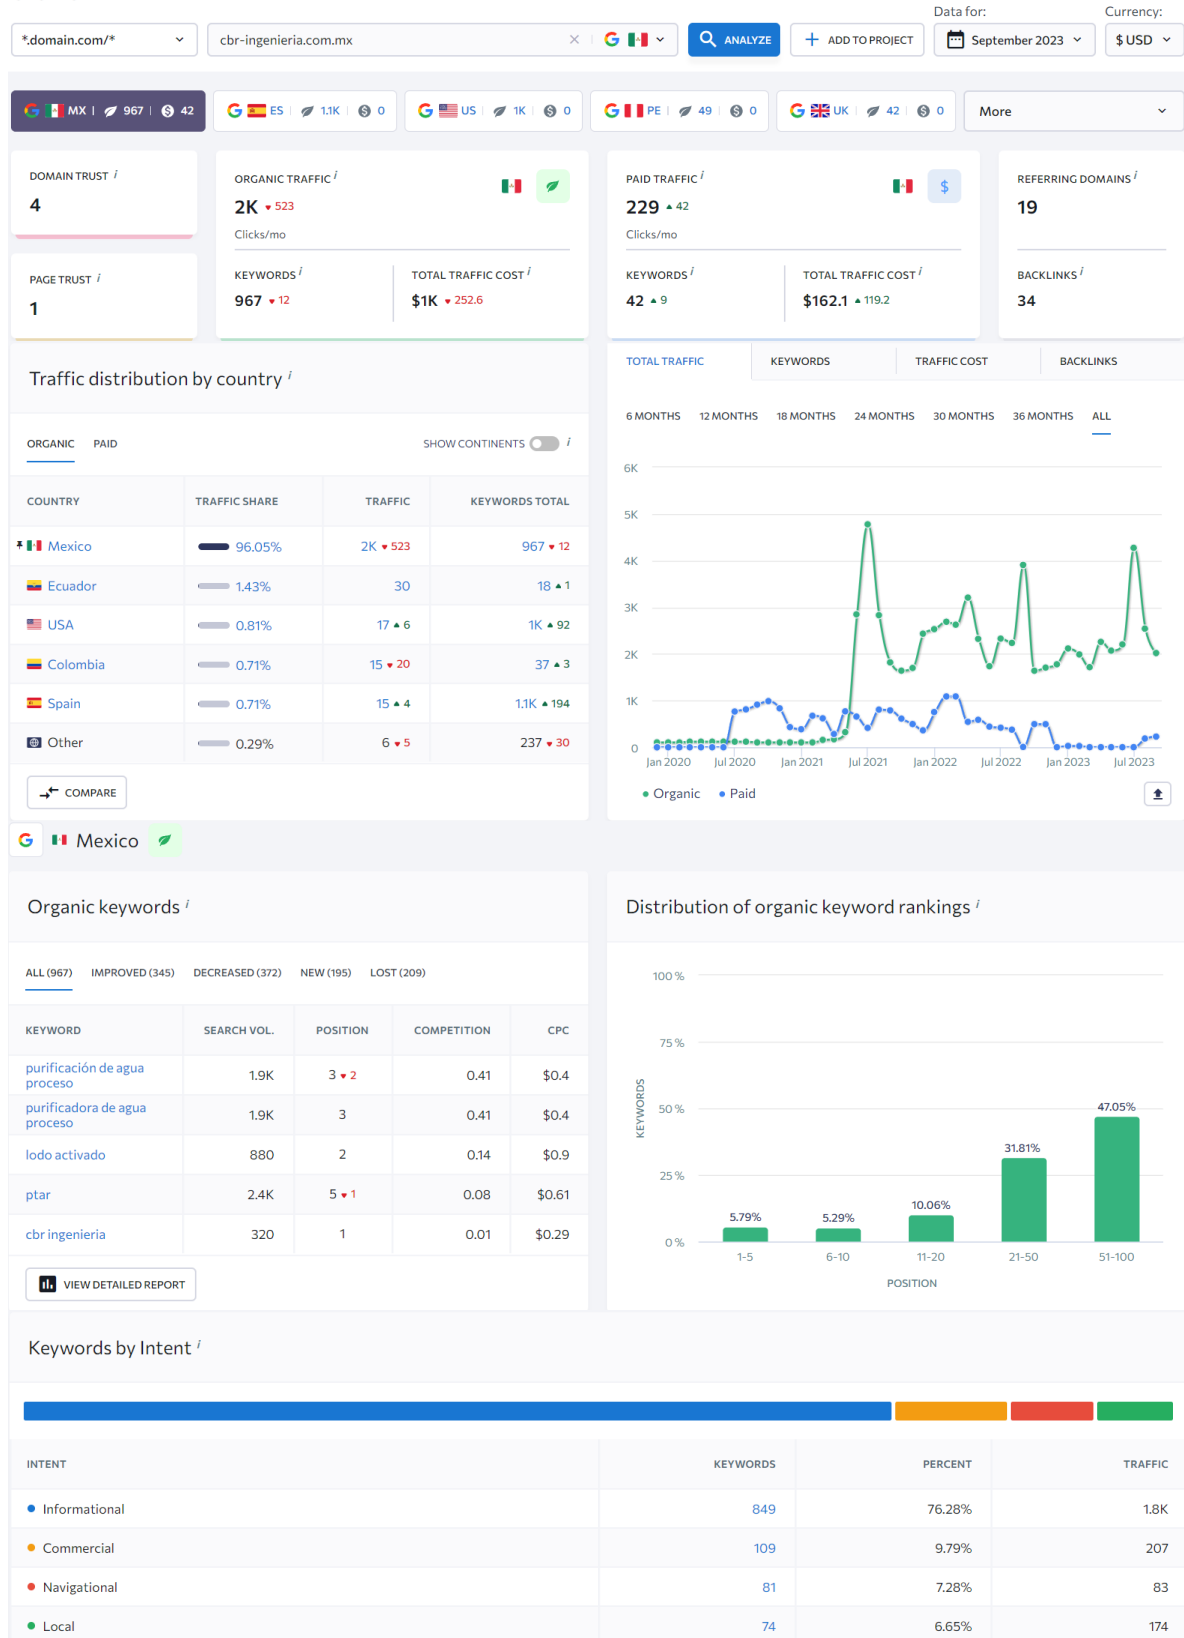 Data for:
Currency:
*.domain.com/*
cbr-ingenieria.com.mx
ANALYZE
ADD TO PROJECT
September 2023
$ USD
MX 967 42
ES 1.1K 0
US 1K 0
PE 49 0
UK 42 0
More
DOMAIN TRUST i
4
PAGE TRUST i
1
ORGANIC TRAFFIC i
2K 523
Clicks/mo
KEYWORDS i
967 12
TOTAL TRAFFIC COST i
$1K 252.6
PAID TRAFFIC i
$
229 42
Clicks/mo
KEYWORDS i
42 9
TOTAL TRAFFIC COST i
$162.1 119.2
REFERRING DOMAINS i
19
BACKLINKS i
34
Traffic distribution by country i
ORGANIC PAID
SHOW CONTINENTS i
COUNTRY TRAFFIC SHARE TRAFFIC KEYWORDS TOTAL
Mexico 96.05% 2K 523 967 12
Ecuador 1.43% 30 18 1
USA 0.81% 17 6 1K 92
Colombia 0.71% 15 20 37 3
Spain 0.71% 15 4 1.1K 194
Other 0.29% 6 5 237 30
COMPARE
TOTAL TRAFFIC KEYWORDS TRAFFIC COST BACKLINKS
6 MONTHS 12 MONTHS 18 MONTHS 24 MONTHS 30 MONTHS 36 MONTHS ALL
6K
5K
4K
3K
2K
1K
0
Jan 2020 Jul 2020 Jan 2021 Jul 2021 Jan 2022 Jul 2022 Jan 2023 Jul 2023
Organic Paid
Mexico
Organic keywords i
ALL (967) IMPROVED (345) DECREASED (372) NEW (195) LOST (209)
KEYWORD SEARCH VOL. POSITION COMPETITION CPC
purificación de agua
proceso
1.9K 3 2 0.41 $0.4
purificadora de agua
proceso
1.9K 3 0.41 $0.4
lodo activado 880 2 0.14 $0.9
ptar 2.4K 5 1 0.08 $0.61
cbr ingenieria 320 1 0.01 $0.29
VIEW DETAILED REPORT
Distribution of organic keyword rankings i
KEYWORDS
100 %
75 %
50 %
25 %
0 %
5.79% 5.29% 10.06% 31.81% 47.05%
1-5 6-10 11-20 21-50 51-100
POSITION
Keywords by Intent i
INTENT KEYWORDS PERCENT TRAFFIC
Informational 849 76.28% 1.8K
Commercial 109 9.79% 207
Navigational 81 7.28% 83
Local 74 6.65% 174